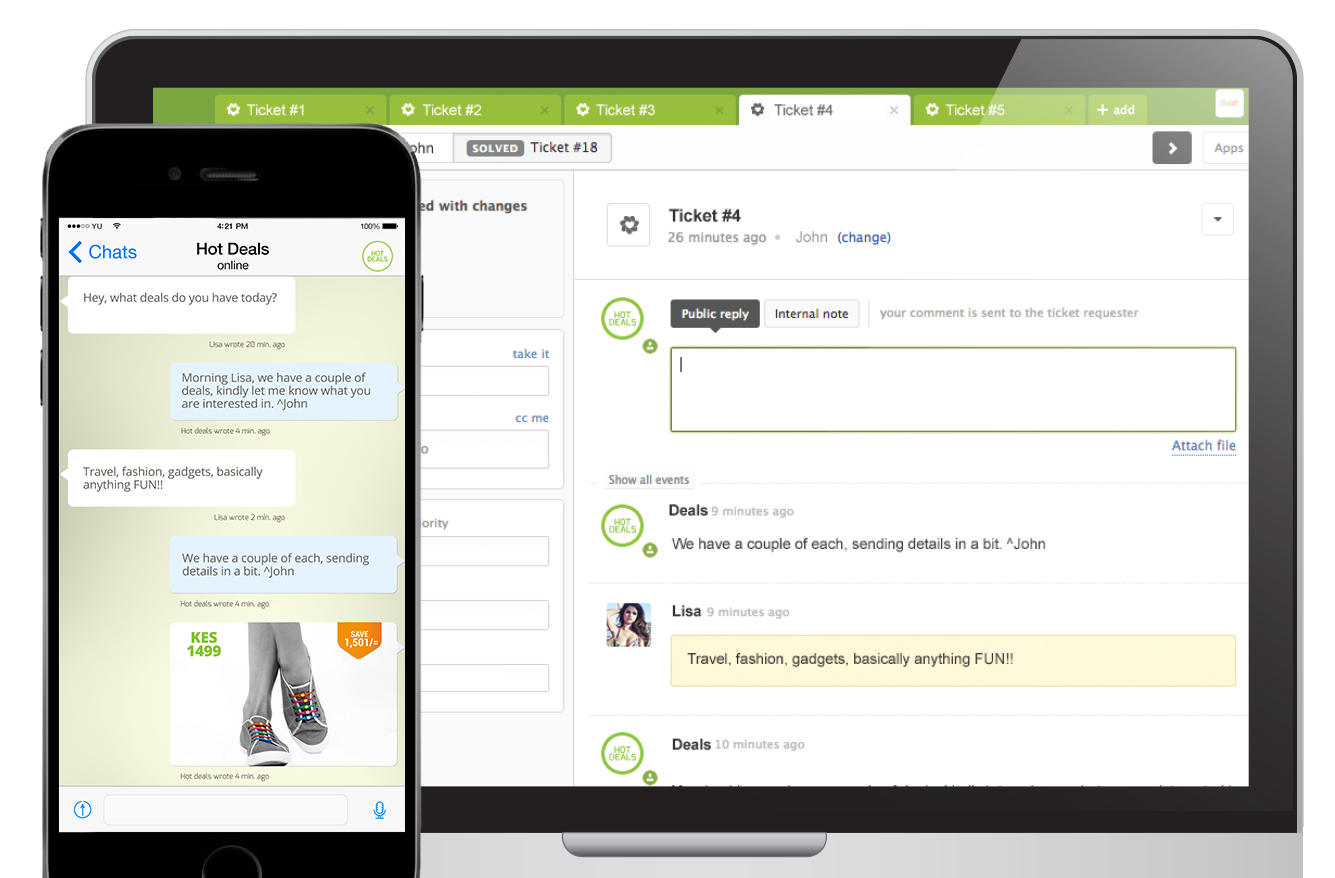 Ticket #1
Ticket #2
Ticket #3
Ticket #4
Ticket #5
+ add
ohn
SOLVED Ticket #18
Apps
ed with changes
take it
cc me
o
ority
Ticket #4
26 minutes ago • John (change)
HOT
DEALS
Public reply
Internal note
your comment is sent to the ticket requester
Attach file
Show all events
HOT
DEALS
Deals 9 minutes ago
We have a couple of each, sending details in a bit. ^John
Lisa 9 minutes ago
Travel, fashion, gadgets, basically anything FUN!!
HOT
DEALS
Deals 10 minutes ago
YU
4:21 PM
100%
Chats
Hot Deals
online
HOT
DEALS
Hey, what deals do you have today?
Lisa wrote 20 min. ago
Morning Lisa, we have a couple of
deals, kindly let me know what you
are interested in. ^John
Hot deals wrote 4 min. ago
Travel, fashion, gadgets, basically
anything FUN!!
Lisa wrote 2 min. ago
We have a couple of each, sending
details in a bit. ^John
Hot deals wrote 4 min. ago
KES
1499
SAVE
1,501/=
Hot deals wrote 4 min. ago